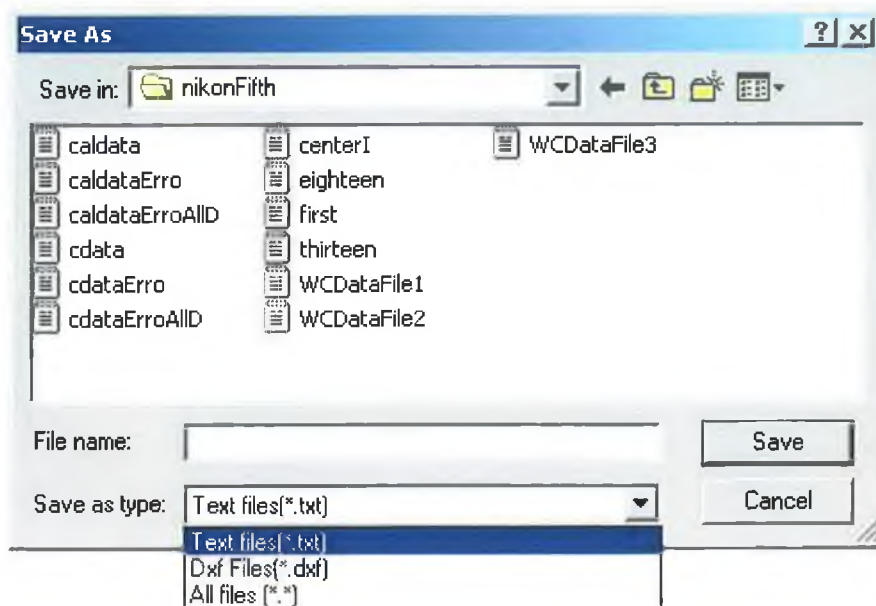 Save As
Save in: nikonFifth
caldata
caldataErro
caldataErroAllD
cdata
cdataErro
cdataErroAllD
centerI
eighteen
first
thirteen
WCDataFile1
WCDataFile2
WCDataFile3
File name:
Save
Save as type: Text files(*.txt)
Cancel
Text files(*.txt)
Dxf Files(*.dxf)
All files (*.*)